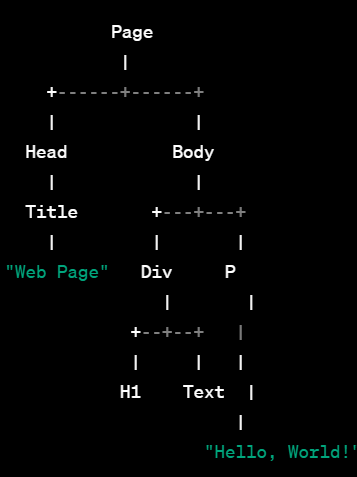 Page
|
+------+------+
| |
Head Body
| |
Title +---+---+
| | |
"Web Page" Div P
| |
+--+--+ |
| | |
H1 Text |
|
"Hello, World!"